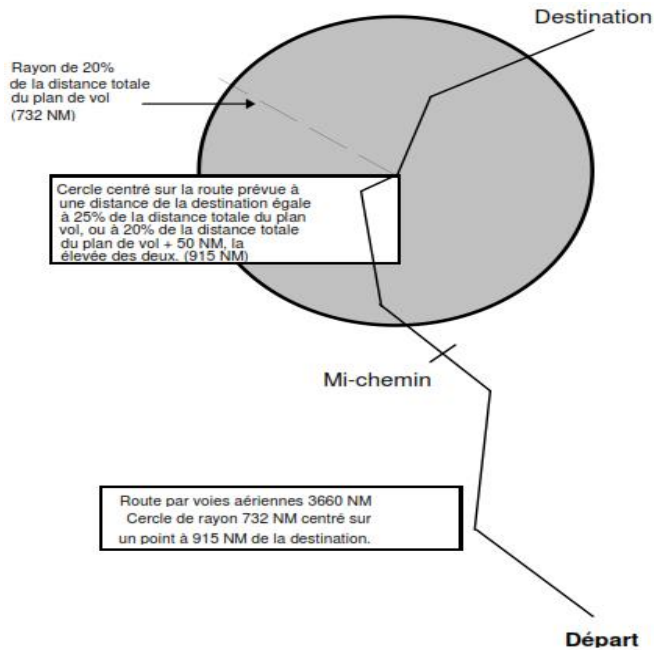 Destination
Rayon de 20%
de la distance totale
du plan de vol
(732 NM)
Cercle centré sur la route prévue à
une distance de la destination égale
à 25% de la distance totale du plan
vol, ou à 20% de la distance totale
du plan de vol + 50 NM, la
élevée des deux. (915 NM)
Mi-chemin
Route par voies aériennes 3660 NM
Cercle de rayon 732 NM centré sur
un point à 915 NM de la destination.
Départ